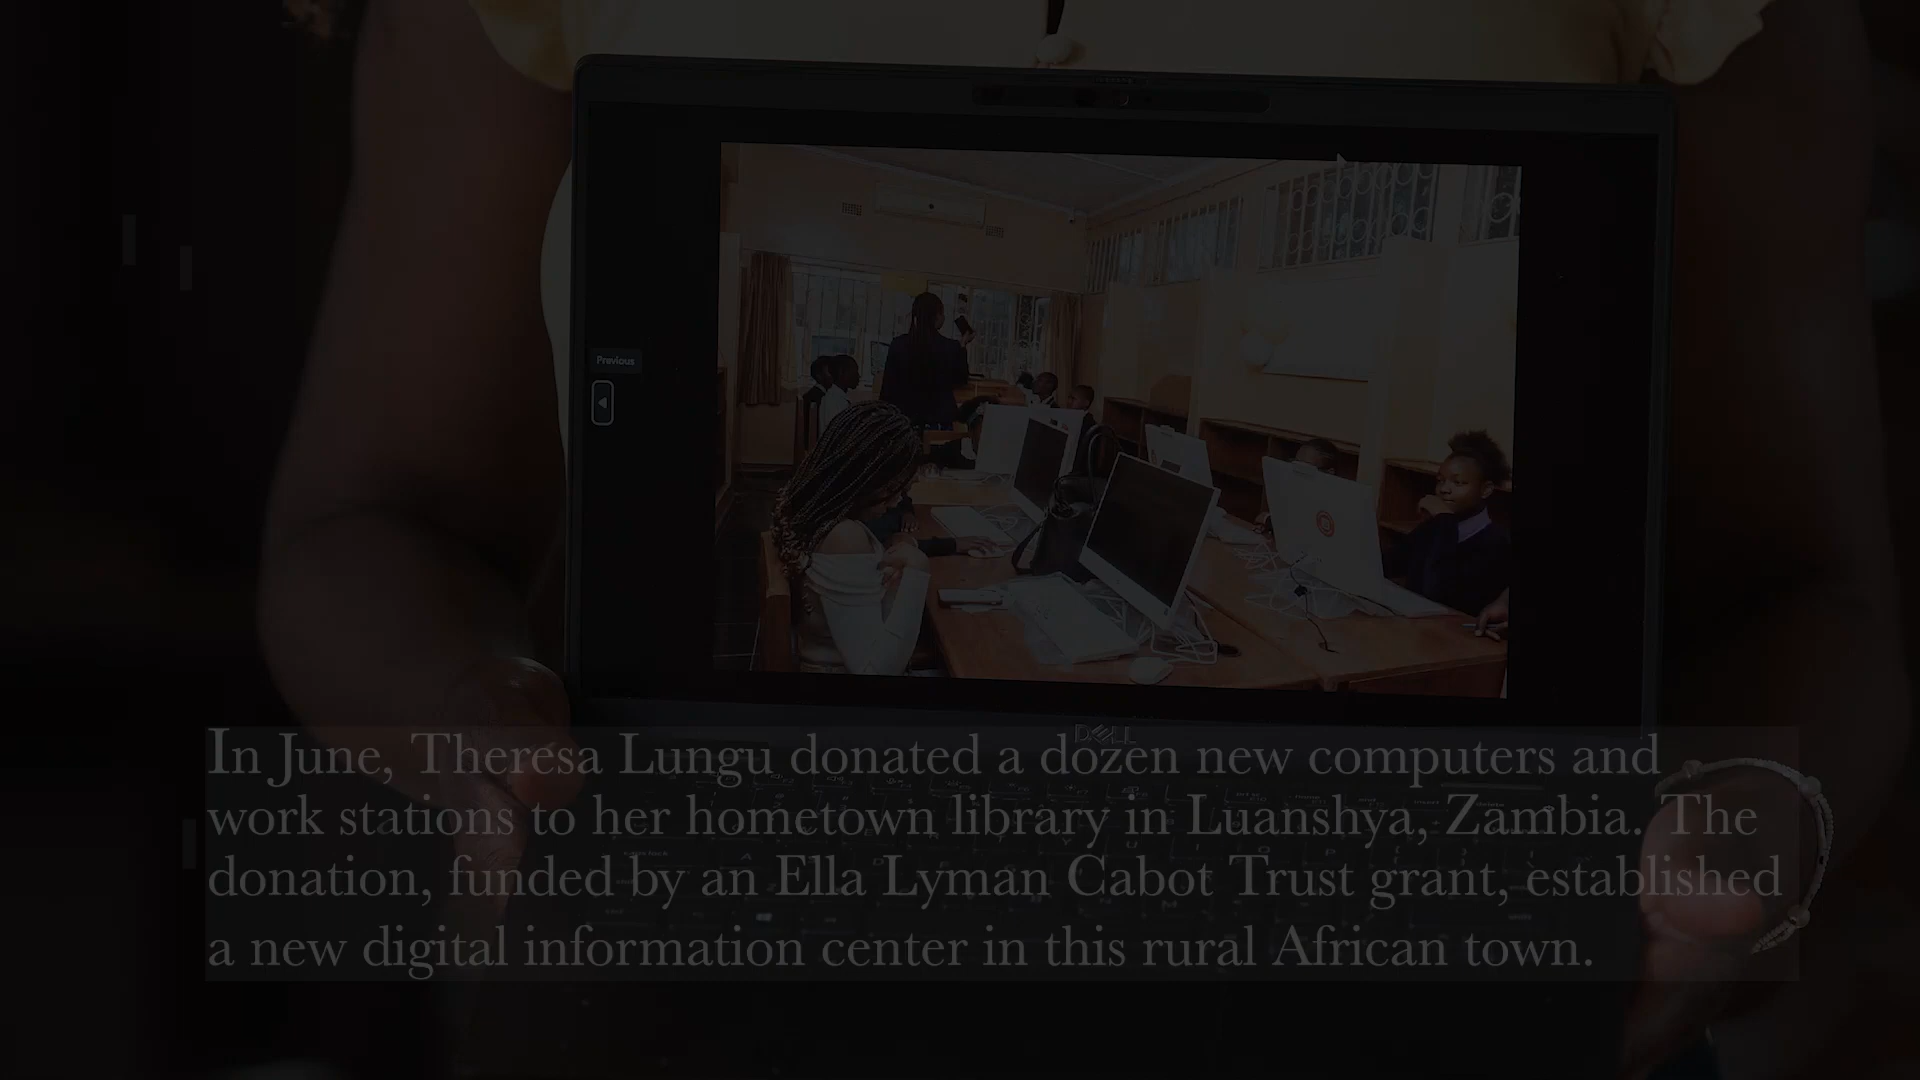 Previous
DELL
In June, Theresa Lungu donated a dozen new computers and
work stations to her hometown library in Luanshya, Zambia. The
donation, funded by an Ella Lyman Cabot Trust grant, established
a new digital information center in this rural African town.